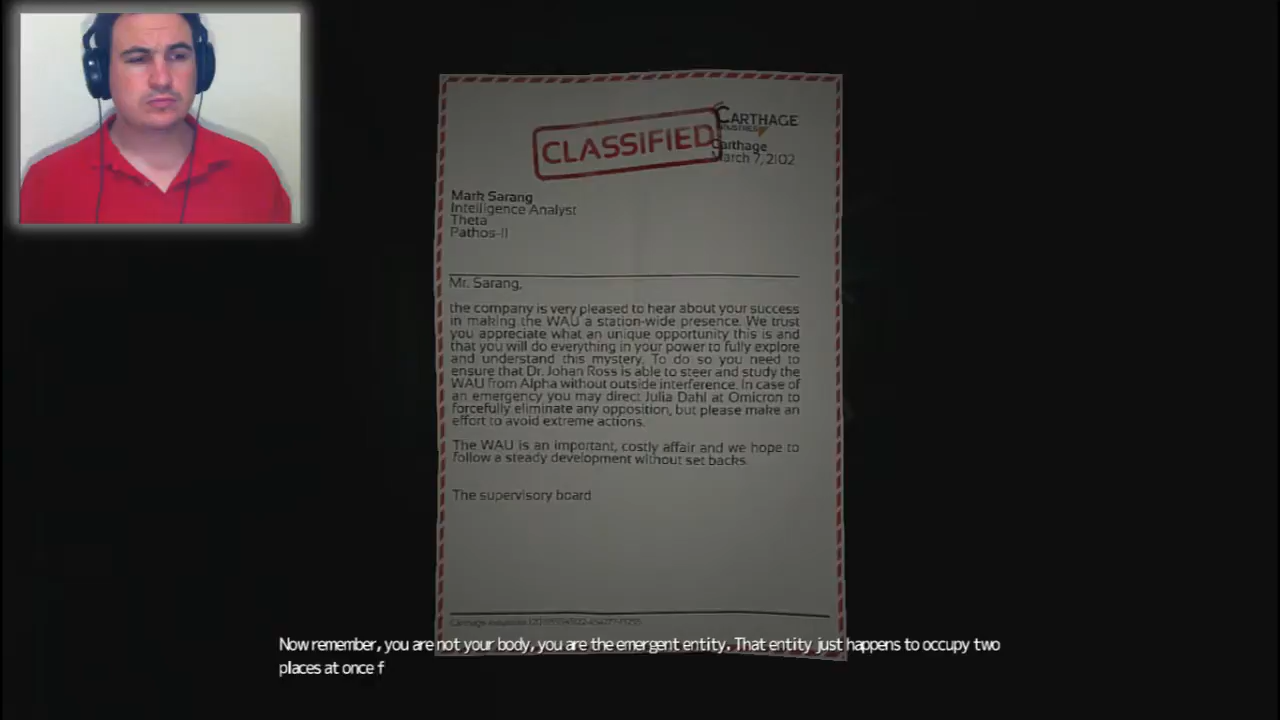 CLASSIFIED
CARTHAGE
INDUSTRIES
Carthage
March 7, 2102
Mark Sarang
Intelligence Analyst
Theta
Pathos-II
Mr. Sarang,
the company is very pleased to hear about your success
in making the WAU a station-wide presence. We trust
you appreciate what an unique opportunity this is and
that you will do everything in your power to fully explore
and understand this mystery. To do so you need to
ensure that Dr. Johan Ross is able to steer and study the
WAU from Alpha without outside interference. In case of
an emergency you may direct Julia Dahl at Omicron to
forcefully eliminate any opposition, but please make an
effort to avoid extreme actions.
The WAU is an important, costly affair and we hope to
follow a steady development without set backs.
The supervisory board
Carthage Industries
Now remember, you are not your body, you are the emergent entity. That entity just happens to occupy two
places at once f